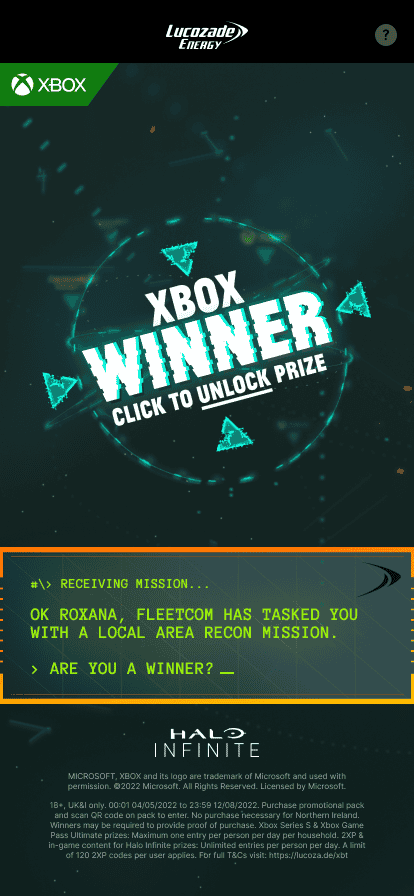 Lucozade
ENERGY
?
XBOX
XBOX
WINNER
CLICK TO UNLOCK PRIZE
#\> RECEIVING MISSION...
OK ROXANA, FLEETCOM HAS TASKED YOU
WITH A LOCAL AREA RECON MISSION.
> ARE YOU A WINNER?
HALO
INFINITE
MICROSOFT, XBOX and its logo are trademark of Microsoft and used with
permission. ©2022 Microsoft. All Rights Reserved. Microsoft.
18+, UK&I only. 00:01 04/05/2022 to 23:59 12/08/2022. Purchase promotional pack
and scan QR code on pack to enter. No purchase necessary for Northern Ireland.
Winners may be required to provide proof of purchase. Xbox Series S & Xbox Game
Pass Ultimate prizes: Maximum one entry per person per day per household. 2XP &
in-game content for Halo Infinite prizes: Unlimited entries per person per day. A limit
of 120 2XP codes per user applies. For full T&Cs visit: https://lucoza.de/xbt